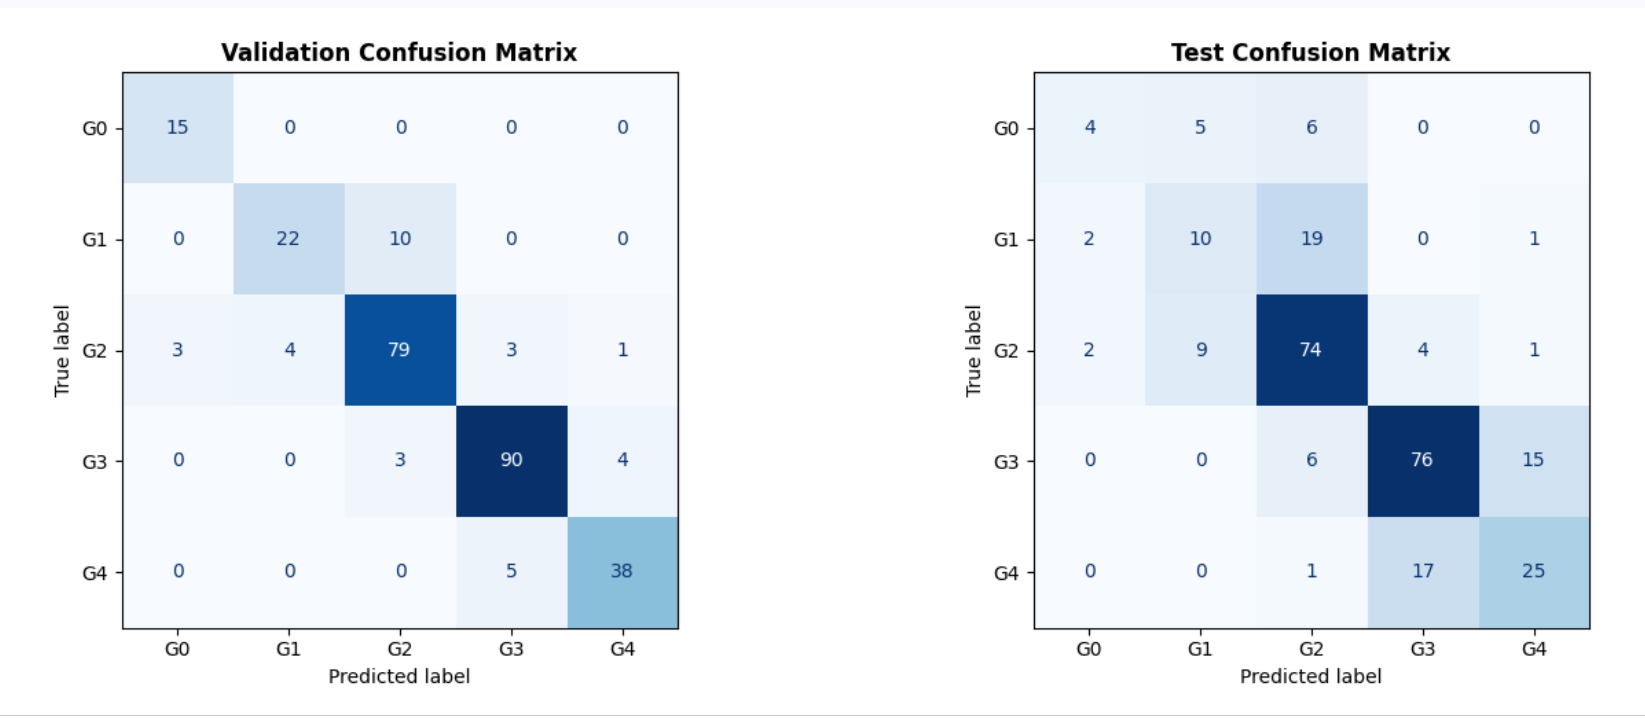 Validation Confusion Matrix
True label
G0 15 0 0 0 0
G1 0 22 10 0 0
G2 3 4 79 3 1
G3 0 0 3 90 4
G4 0 0 0 5 38
G0 G1 G2 G3 G4
Predicted label
Test Confusion Matrix
True label
G0 4 5 6 0 0
G1 2 10 19 0 1
G2 2 9 74 4 1
G3 0 0 6 76 15
G4 0 0 1 17 25
G0 G1 G2 G3 G4
Predicted label